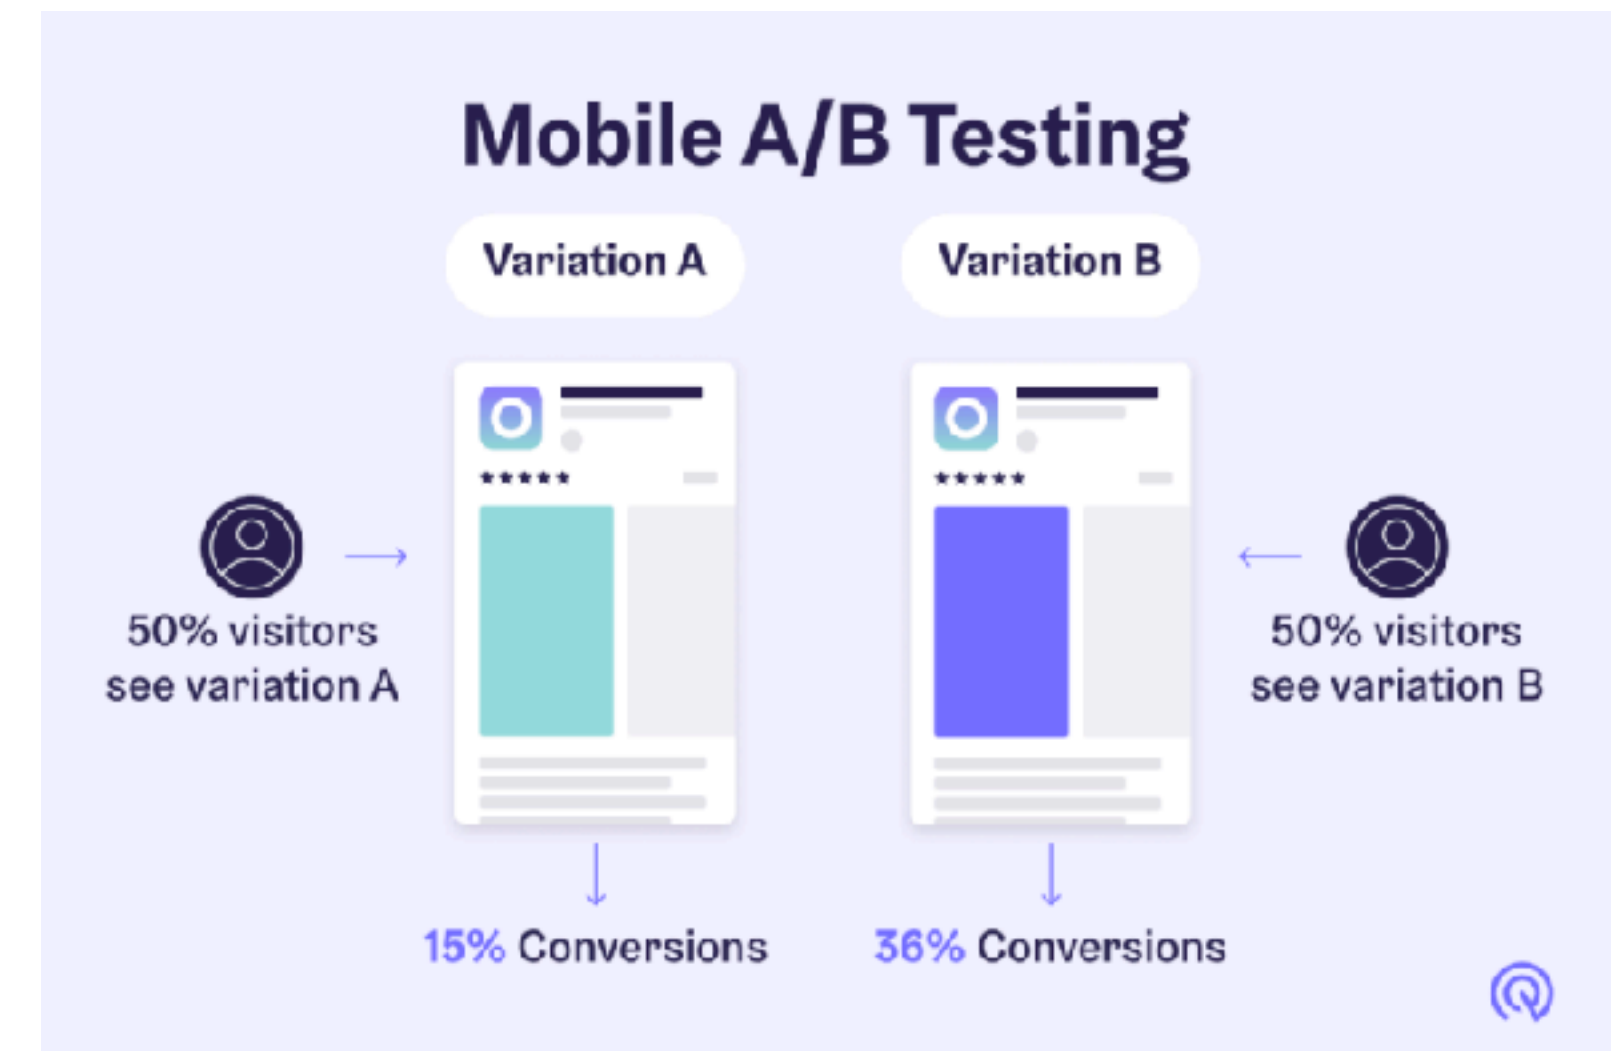 Mobile A/B Testing
Variation A
Variation B
50% visitors
see variation A
50% visitors
see variation B
15% Conversions
36% Conversions